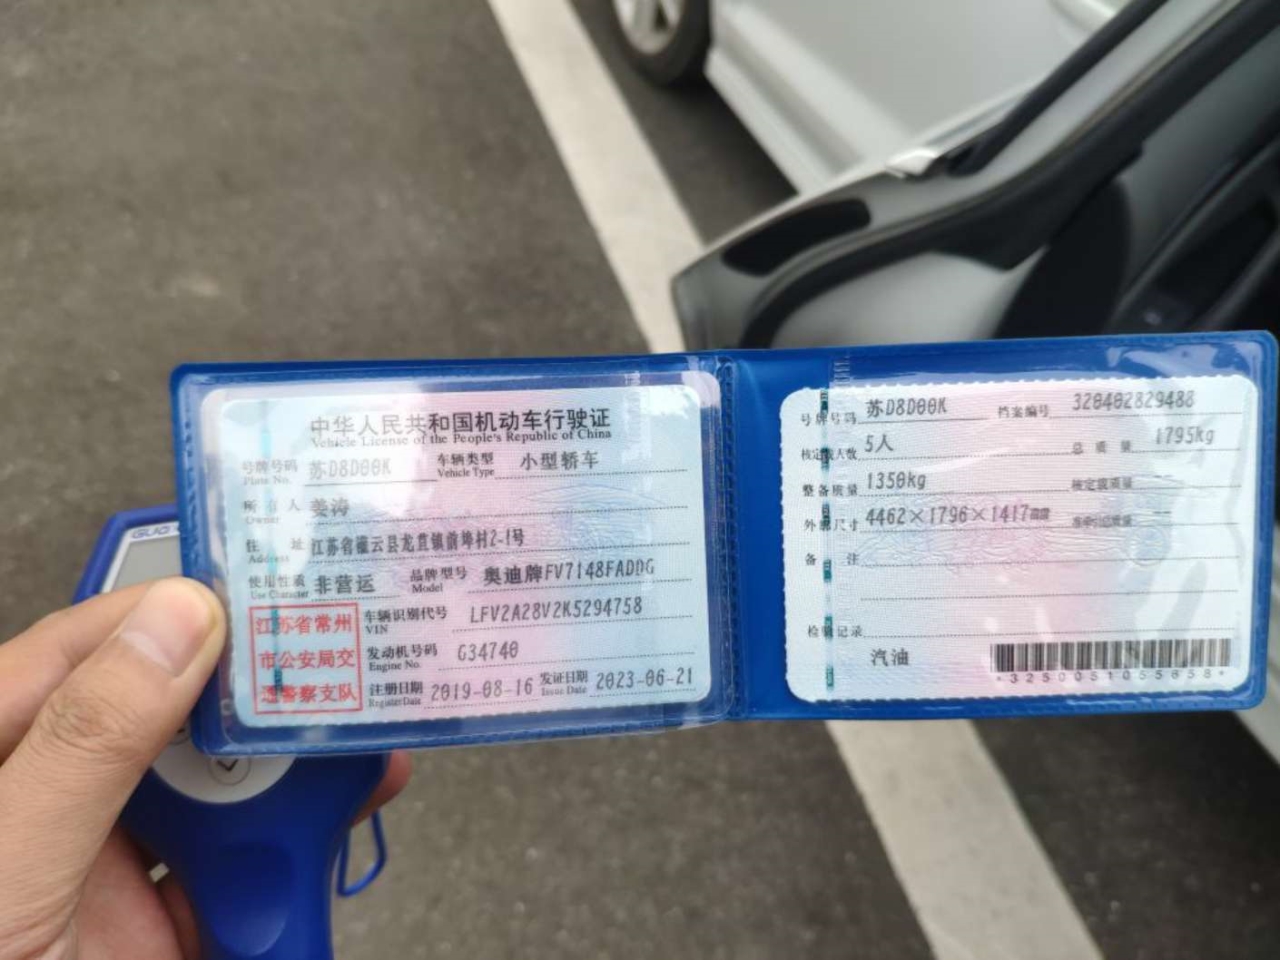 中华人民共和国机动车行驶证
Vehicle License of the People's Republic of China
号牌号码 苏D8D00K 车辆类型 小型轿车
Plate No. Vehicle Type
所有人 姜涛
Owner
住址 江苏省灌云县龙苴镇前埠村2-1号
Address
使用性质 非营运 品牌型号 奥迪牌FV7148FADDG
Use Character Model
江苏省常州
市公安局交
通警察支队
车辆识别代号 LFV2A28V2K5294758
VIN
发动机号码 G34740
Engine No.
注册日期 2019-08-16 发证日期 2023-06-21
Register Date Issue Date
号牌号码 苏D8D00K 档案编号 320402829488
核定载人数 5人 总质量 1795kg
整备质量 1350kg 核定载质量 --
外廓尺寸 4462×1796×1417mm 准牵引总质量 --
备注
检验记录
汽油
*3250051055658*